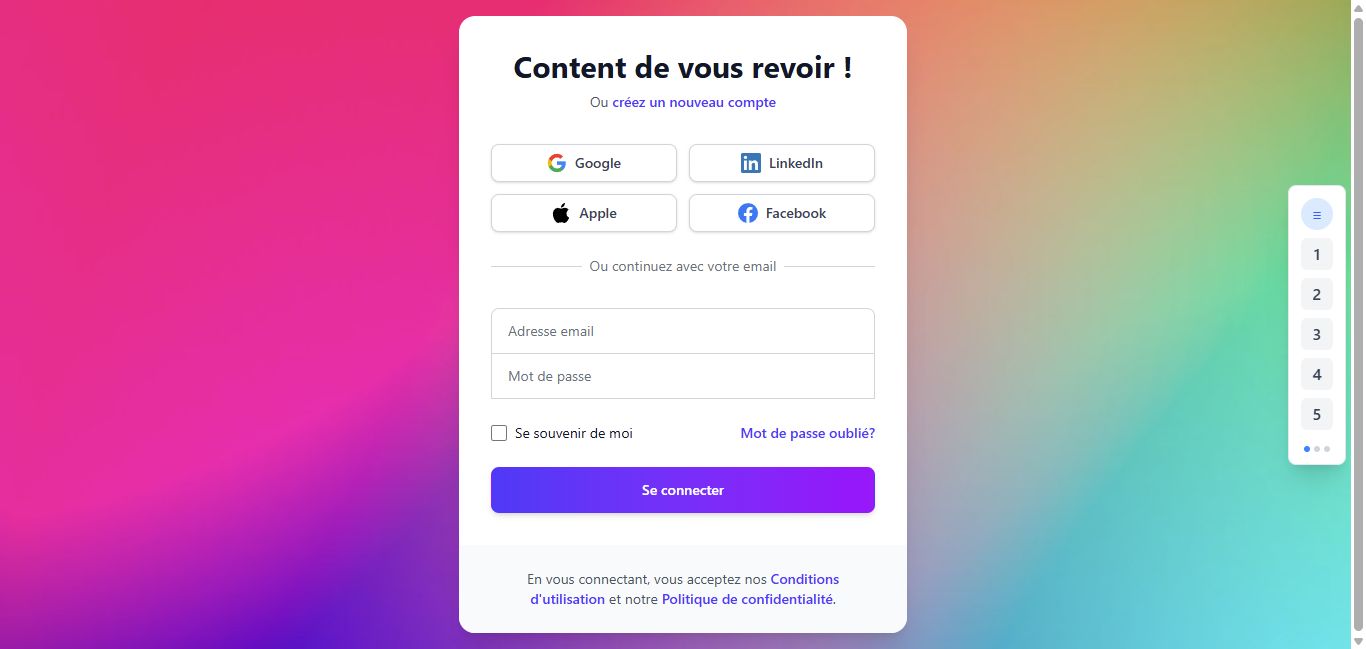 Content de vous revoir !
Ou créez un nouveau compte
Google
LinkedIn
Apple
Facebook
Ou continuez avec votre email
Adresse email
Mot de passe
Se souvenir de moi
Mot de passe oublié?
Se connecter
En vous connectant, vous acceptez nos Conditions
d'utilisation et notre Politique de confidentialité.
☰
1
2
3
4
5